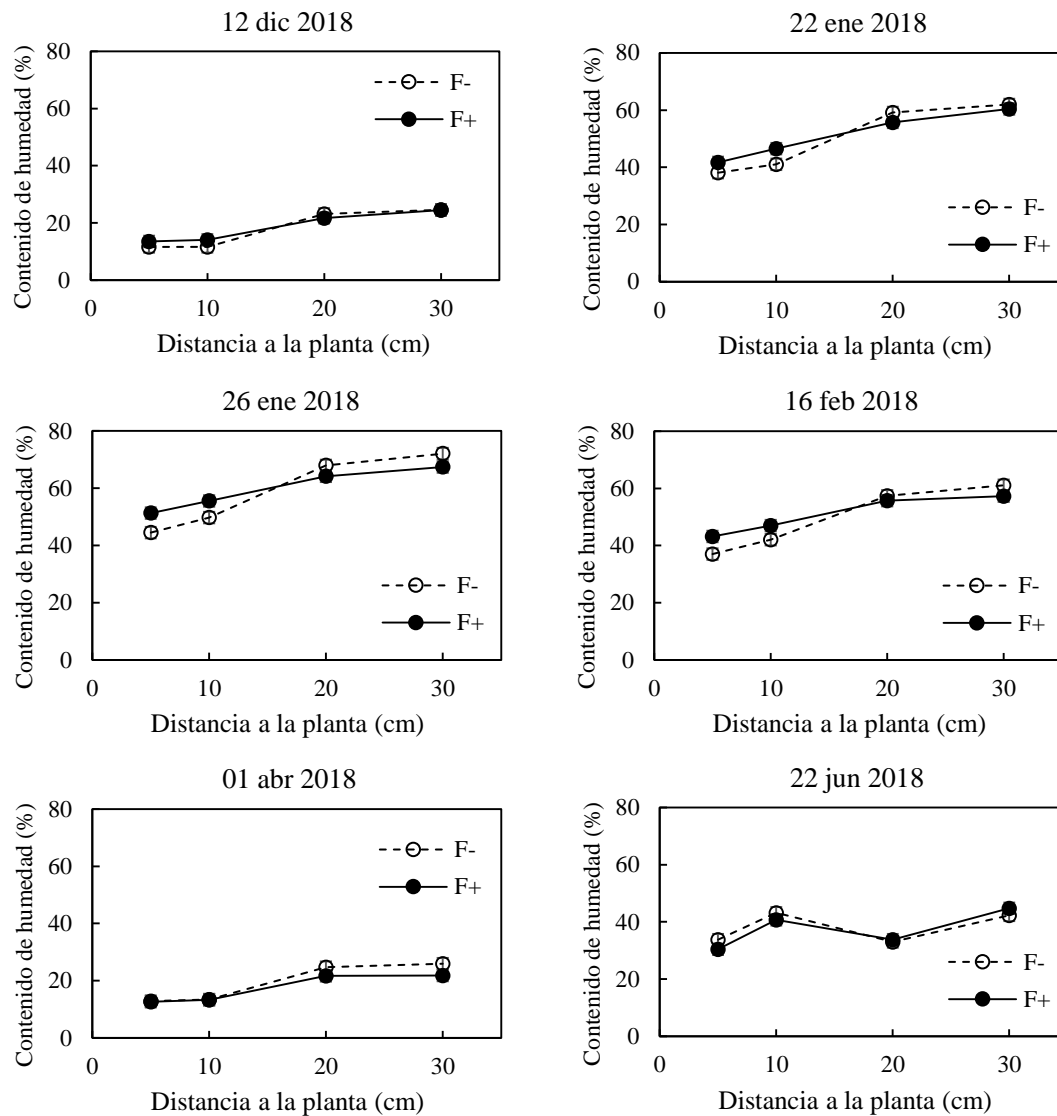 12 dic 2018
Contenido de humedad (%)
80
60
40
20
0
0 10 20 30
Distancia a la planta (cm)
F-
F+
22 ene 2018
Contenido de humedad (%)
80
60
40
20
0
0 10 20 30
Distancia a la planta (cm)
F-
F+
26 ene 2018
Contenido de humedad (%)
80
60
40
20
0
0 10 20 30
Distancia a la planta (cm)
F-
F+
16 feb 2018
Contenido de humedad (%)
80
60
40
20
0
0 10 20 30
Distancia a la planta (cm)
F-
F+
01 abr 2018
Contenido de humedad (%)
80
60
40
20
0
0 10 20 30
Distancia a la planta (cm)
F-
F+
22 jun 2018
Contenido de humedad (%)
80
60
40
20
0
0 10 20 30
Distancia a la planta (cm)
F-
F+